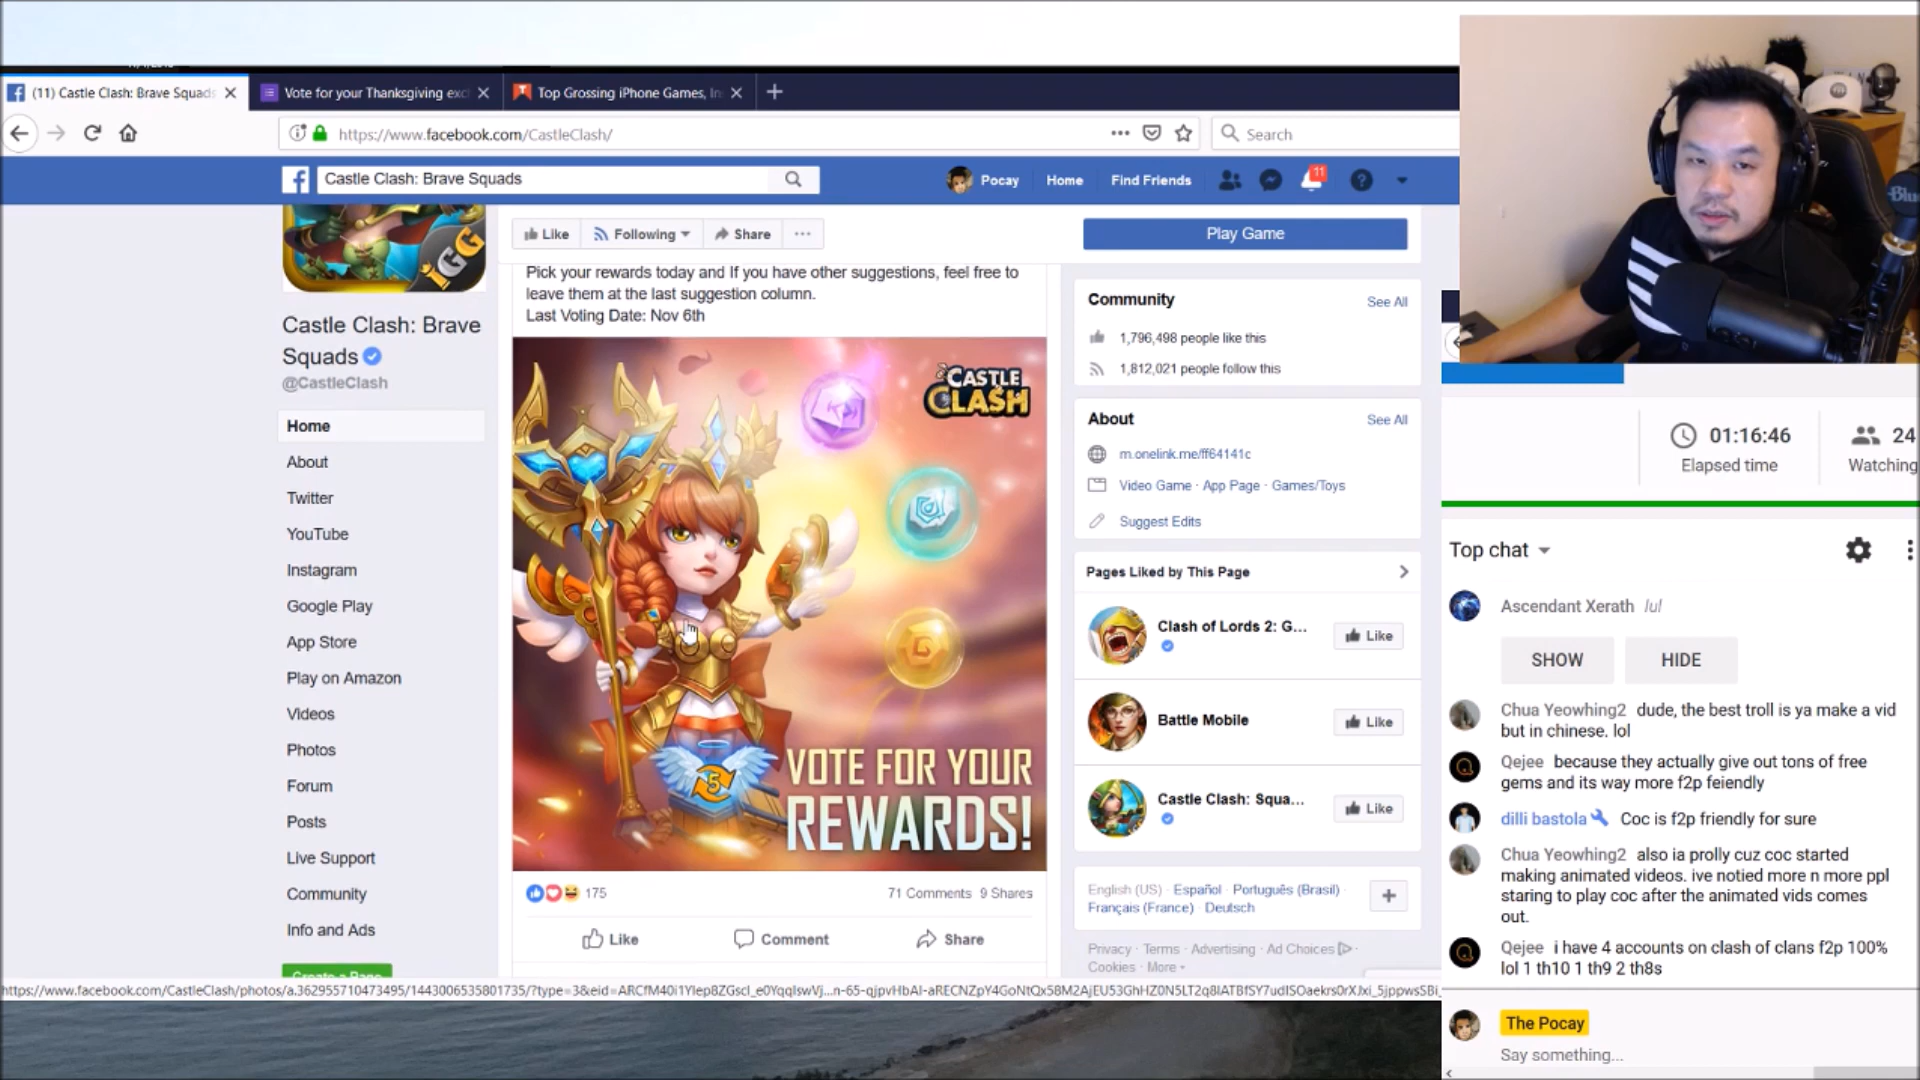 (11) Castle Clash: Brave Squads
Vote for your Thanksgiving exc
Top Grossing iPhone Games, In
https://www.facebook.com/CastleClash/
Search
Castle Clash: Brave Squads
Pocay
Home
Find Friends
11
Like
Following
Share
Play Game
IGG
Castle Clash: Brave
Squads
@CastleClash
Home
About
Twitter
YouTube
Instagram
Google Play
App Store
Play on Amazon
Videos
Photos
Forum
Posts
Live Support
Community
Info and Ads
Create a Page
Pick your rewards today and If you have other suggestions, feel free to
leave them at the last suggestion column.
Last Voting Date: Nov 6th
CASTLE
CLASH
5
VOTE FOR YOUR
REWARDS!
175
71 Comments 9 Shares
Like
Comment
Share
Community
See All
1,796,498 people like this
1,812,021 people follow this
About
See All
m.onelink.me/ff64141c
Video Game · App Page · Games/Toys
Suggest Edits
Pages Liked by This Page
Clash of Lords 2: G...
Like
Battle Mobile
Like
Castle Clash: Squa...
Like
English (US) · Español · Português (Brasil) ·
Français (France) · Deutsch
Privacy · Terms · Advertising · Ad Choices ·
Cookies · More
Blue
01:16:46
Elapsed time
24
Watching
Top chat
Ascendant Xerath lul
SHOW
HIDE
Chua Yeowhing2 dude, the best troll is ya make a vid
but in chinese. lol
Qejee because they actually give out tons of free
gems and its way more f2p feiendly
dilli bastola Coc is f2p friendly for sure
Chua Yeowhing2 also ia prolly cuz coc started
making animated videos. ive notied more n more ppl
staring to play coc after the animated vids comes
out.
Qejee i have 4 accounts on clash of clans f2p 100%
lol 1 th10 1 th9 2 th8s
The Pocay
Say something...